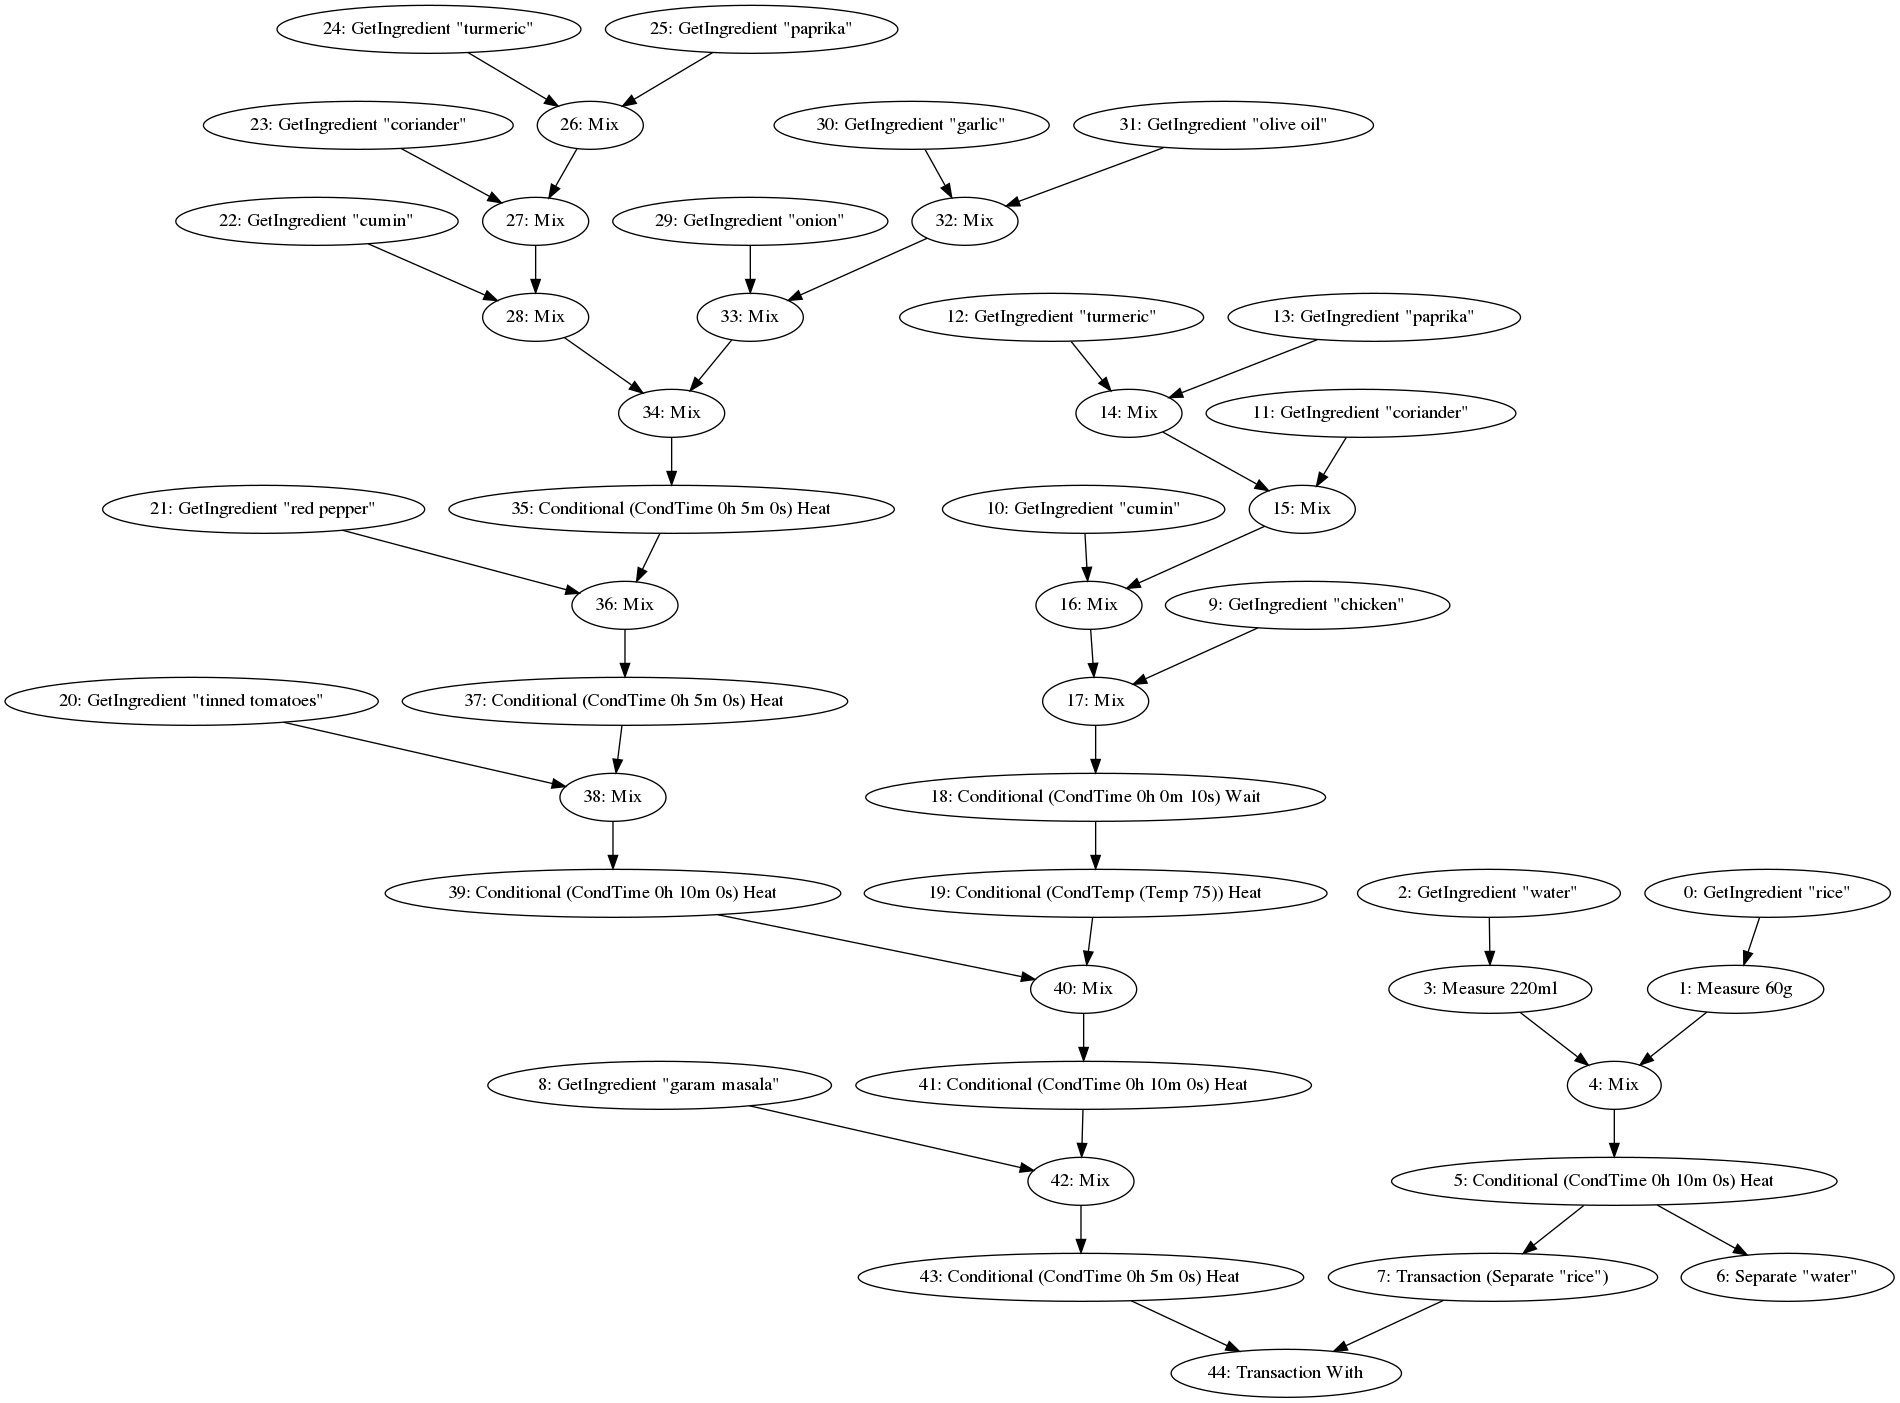 24: GetIngredient "turmeric"
25: GetIngredient "paprika"
23: GetIngredient "coriander"
26: Mix
30: GetIngredient "garlic"
31: GetIngredient "olive oil"
22: GetIngredient "cumin"
27: Mix
29: GetIngredient "onion"
32: Mix
28: Mix
33: Mix
12: GetIngredient "turmeric"
13: GetIngredient "paprika"
34: Mix
14: Mix
11: GetIngredient "coriander"
21: GetIngredient "red pepper"
35: Conditional (CondTime 0h 5m 0s) Heat
10: GetIngredient "cumin"
15: Mix
36: Mix
16: Mix
9: GetIngredient "chicken"
20: GetIngredient "tinned tomatoes"
37: Conditional (CondTime 0h 5m 0s) Heat
17: Mix
38: Mix
18: Conditional (CondTime 0h 0m 10s) Wait
39: Conditional (CondTime 0h 10m 0s) Heat
19: Conditional (CondTemp (Temp 75)) Heat
2: GetIngredient "water"
0: GetIngredient "rice"
40: Mix
3: Measure 220ml
1: Measure 60g
8: GetIngredient "garam masala"
41: Conditional (CondTime 0h 10m 0s) Heat
4: Mix
42: Mix
5: Conditional (CondTime 0h 10m 0s) Heat
43: Conditional (CondTime 0h 5m 0s) Heat
7: Transaction (Separate "rice")
6: Separate "water"
44: Transaction With